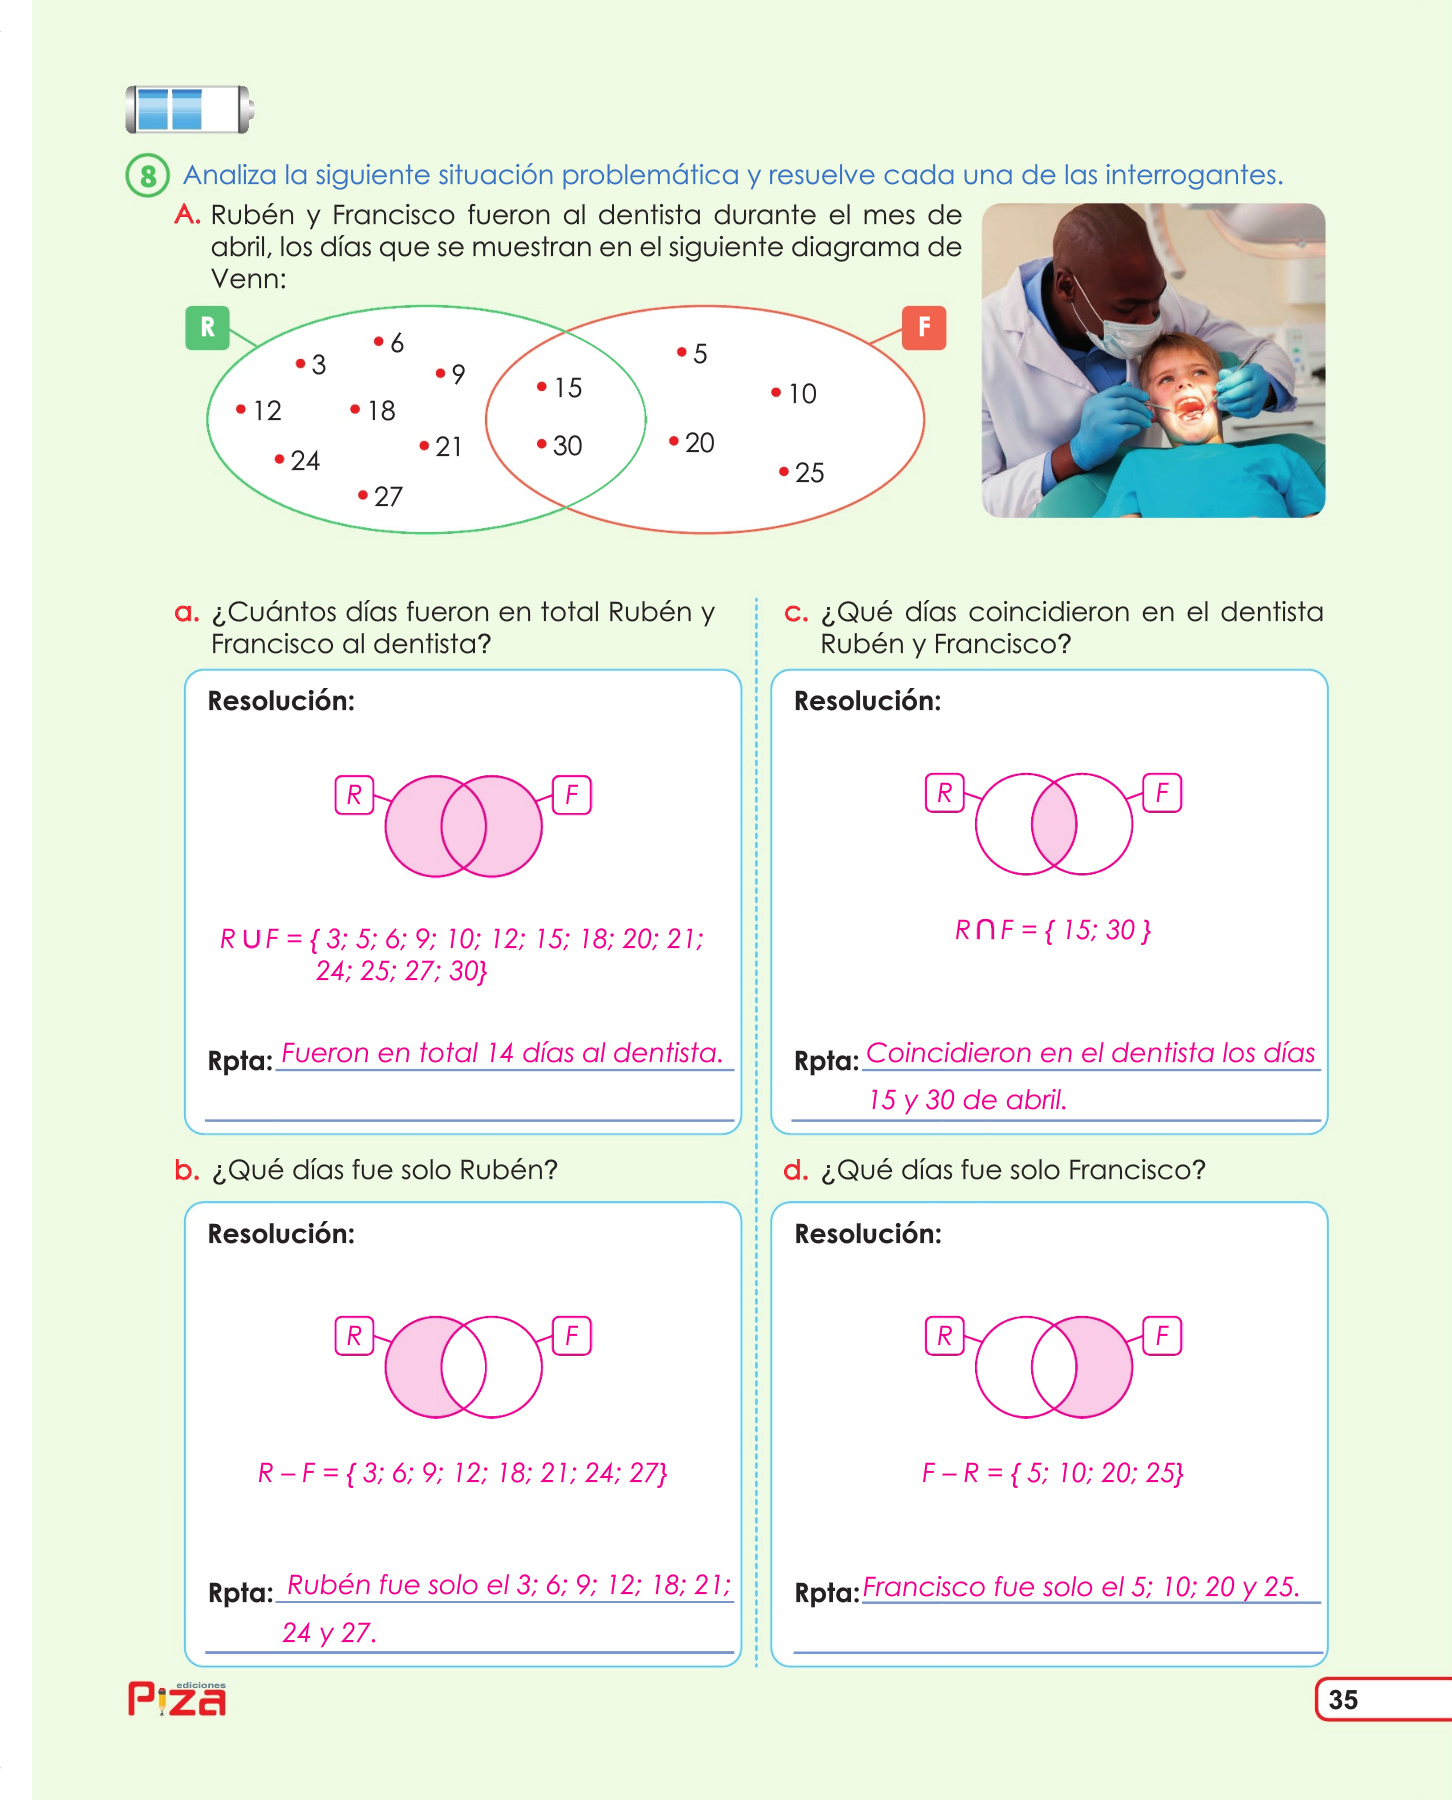 8 Analiza la siguiente situación problemática y resuelve cada una de las interrogantes.
A. Rubén y Francisco fueron al dentista durante el mes de
abril, los días que se muestran en el siguiente diagrama de
Venn:
R
F
6
3
9
12
18
21
24
27
15
30
5
10
20
25
a. ¿Cuántos días fueron en total Rubén y
Francisco al dentista?
Resolución:
R
F
R ∪ F = { 3; 5; 6; 9; 10; 12; 15; 18; 20; 21;
24; 25; 27; 30}
Rpta: Fueron en total 14 días al dentista.
b. ¿Qué días fue solo Rubén?
Resolución:
R
F
R – F = { 3; 6; 9; 12; 18; 21; 24; 27}
Rpta: Rubén fue solo el 3; 6; 9; 12; 18; 21;
24 y 27.
c. ¿Qué días coincidieron en el dentista
Rubén y Francisco?
Resolución:
R
F
R ∩ F = { 15; 30 }
Rpta: Coincidieron en el dentista los días
15 y 30 de abril.
d. ¿Qué días fue solo Francisco?
Resolución:
R
F
F – R = { 5; 10; 20; 25}
Rpta: Francisco fue solo el 5; 10; 20 y 25.
ediciones
Piza
35